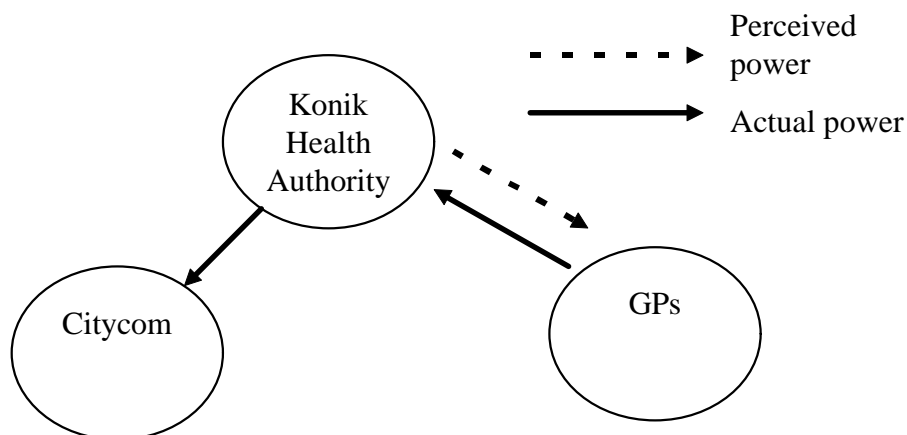 Perceived
power
Actual power
Konik
Health
Authority
Citycom
GPs